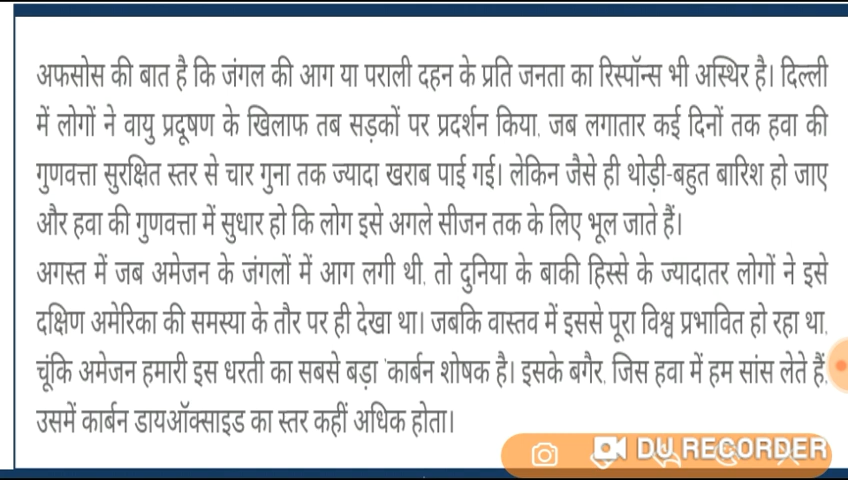 अफसोस की बात है कि जंगल की आग या पराली दहन के प्रति जनता का रिस्पॉन्स भी अस्थिर है। दिल्ली
में लोगों ने वायु प्रदूषण के खिलाफ तब सड़कों पर प्रदर्शन किया, जब लगातार कई दिनों तक हवा की
गुणवत्ता सुरक्षित स्तर से चार गुना तक ज्यादा खराब पाई गई। लेकिन जैसे ही थोड़ी-बहुत बारिश हो जाए
और हवा की गुणवत्ता में सुधार हो कि लोग इसे अगले सीजन तक के लिए भूल जाते हैं।
अगस्त में जब अमेजन के जंगलों में आग लगी थी, तो दुनिया के बाकी हिस्से के ज्यादातर लोगों ने इसे
दक्षिण अमेरिका की समस्या के तौर पर ही देखा था। जबकि वास्तव में इससे पूरा विश्व प्रभावित हो रहा था,
चूंकि अमेजन हमारी इस धरती का सबसे बड़ा 'कार्बन शोषक है। इसके बगैर, जिस हवा में हम सांस लेते हैं,
उसमें कार्बन डायऑक्साइड का स्तर कहीं अधिक होता।
DU RECORDER